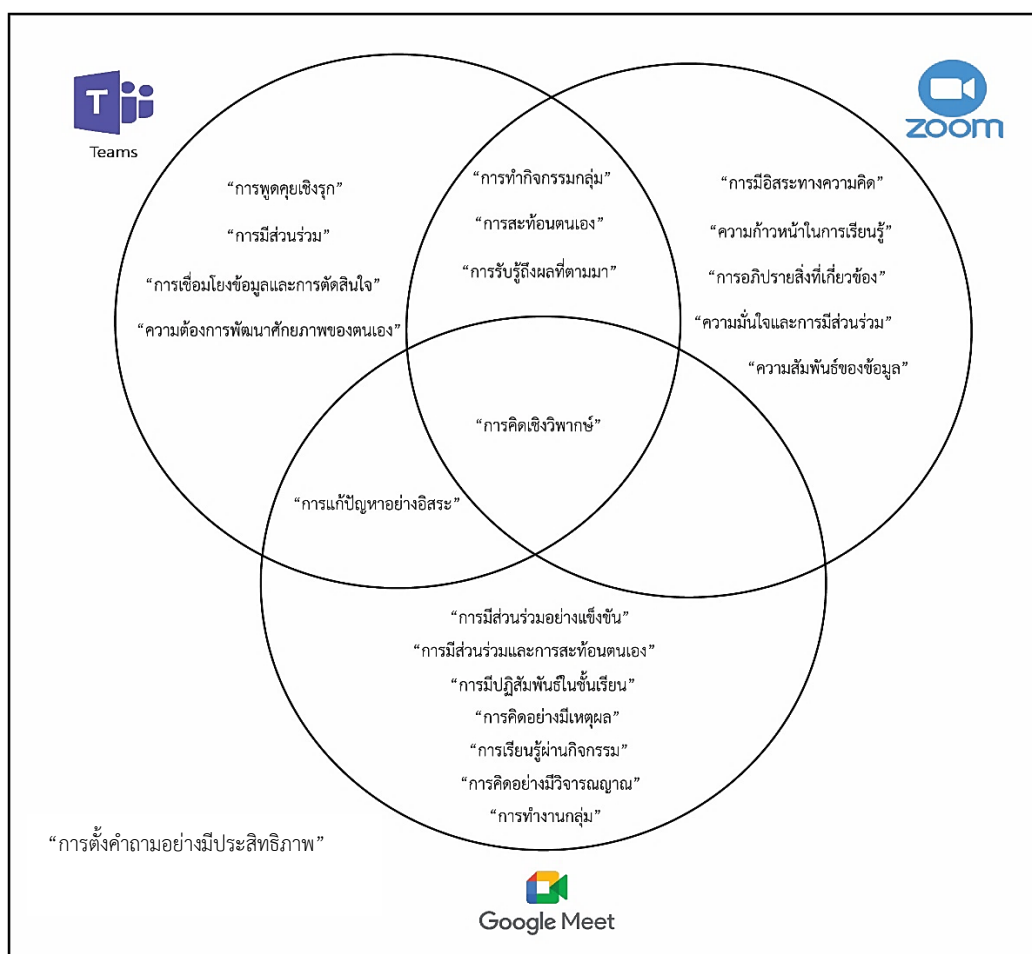 T
Teams
zoom
“การพูดคุยเชิงรุก”
“การมีส่วนร่วม”
“การเชื่อมโยงข้อมูลและการตัดสินใจ”
“ความต้องการพัฒนาศักยภาพของตนเอง”
“การทำกิจกรรมกลุ่ม”
“การสะท้อนตนเอง”
“การรับรู้ถึงผลที่ตามมา”
“การมีอิสระทางความคิด”
“ความก้าวหน้าในการเรียนรู้”
“การอภิปรายสิ่งที่เกี่ยวข้อง”
“ความมั่นใจและการมีส่วนร่วม”
“ความสัมพันธ์ของข้อมูล”
“การคิดเชิงวิพากษ์”
“การแก้ปัญหาอย่างอิสระ”
“การมีส่วนร่วมอย่างแข็งขัน”
“การมีส่วนร่วมและการสะท้อนตนเอง”
“การมีปฏิสัมพันธ์ในชั้นเรียน”
“การคิดอย่างมีเหตุผล”
“การเรียนรู้ผ่านกิจกรรม”
“การคิดอย่างมีวิจารณญาณ”
“การทำงานกลุ่ม”
“การตั้งคำถามอย่างมีประสิทธิภาพ”
Google Meet